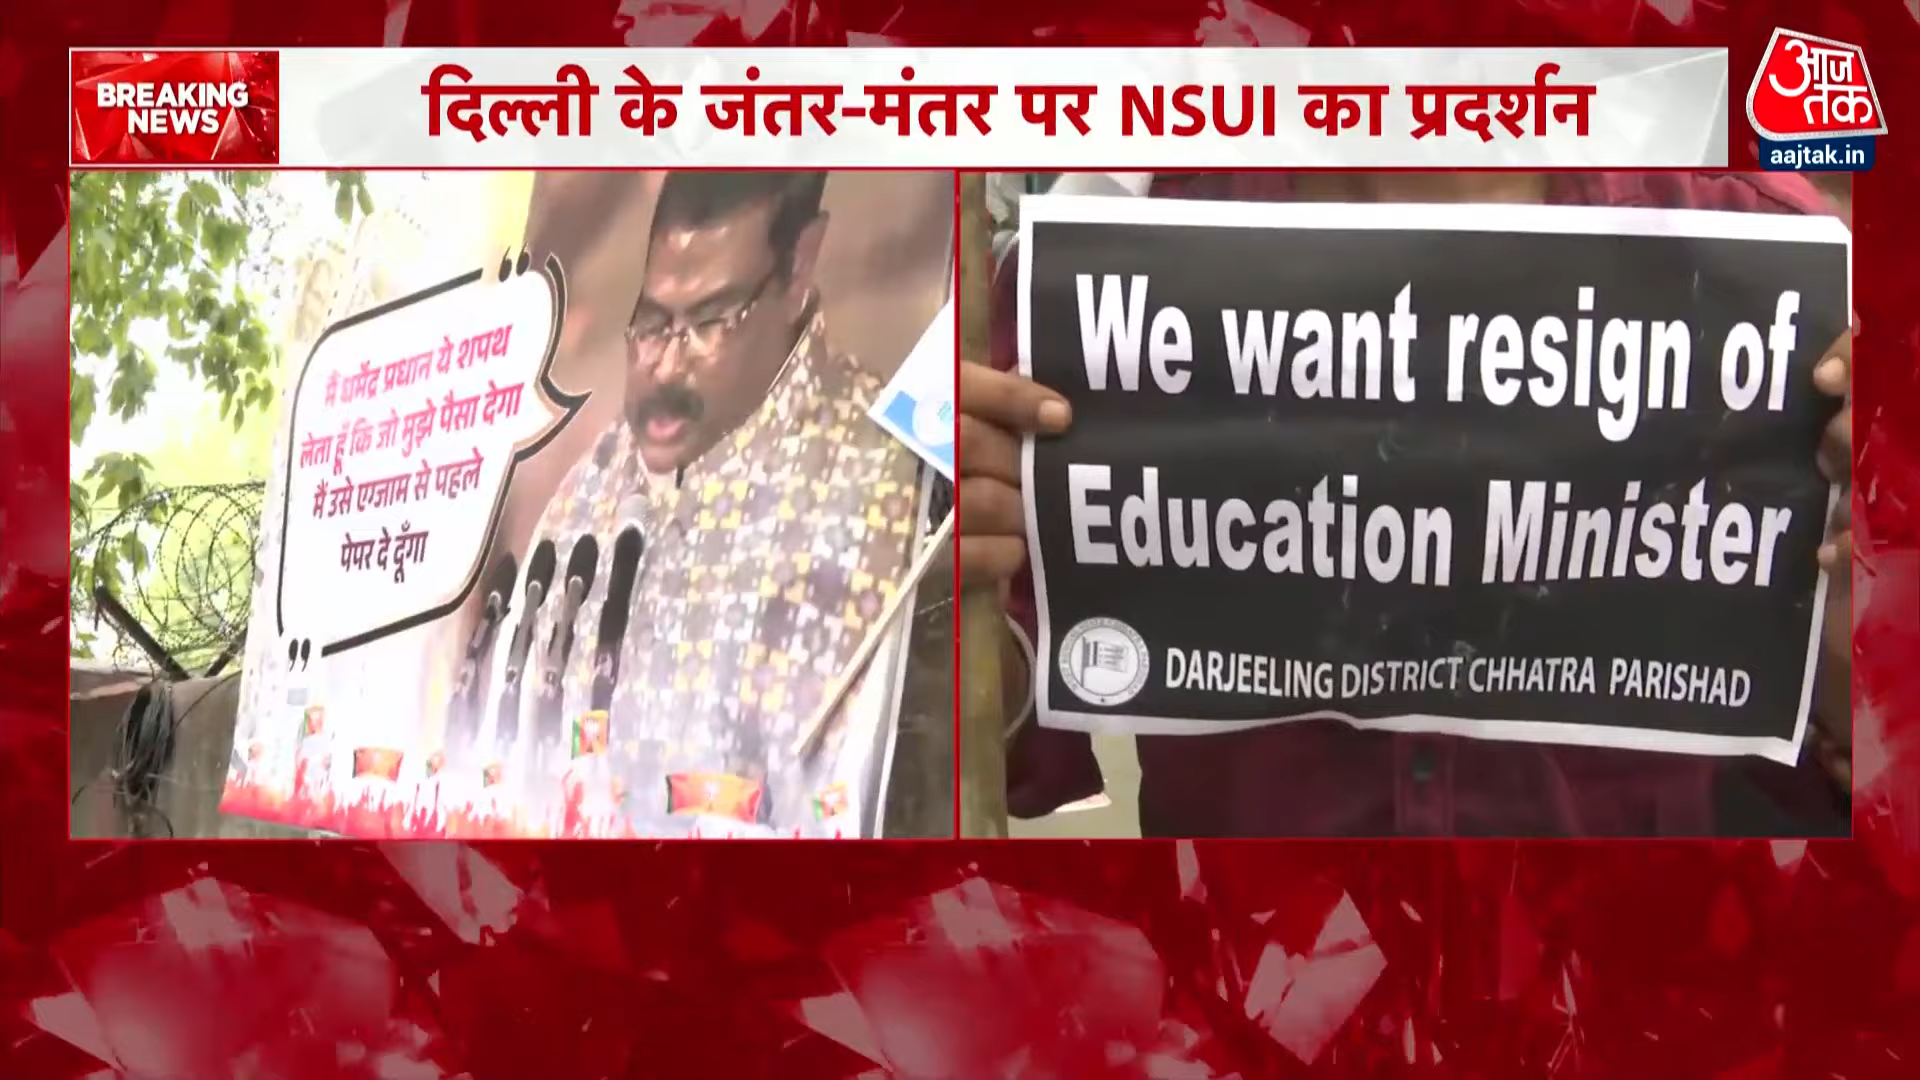 BREAKING
NEWS
दिल्ली के जंतर-मंतर पर NSUI का प्रदर्शन
आज
तक
aajtak.in
मैं धर्मेंद्र प्रधान ये शपथ
लेता हूँ कि जो मुझे पैसा देगा
मैं उसे एग्जाम से पहले
पेपर दे दूँगा
We want resign of
Education Minister
DARJEELING DISTRICT CHHATRA PARISHAD